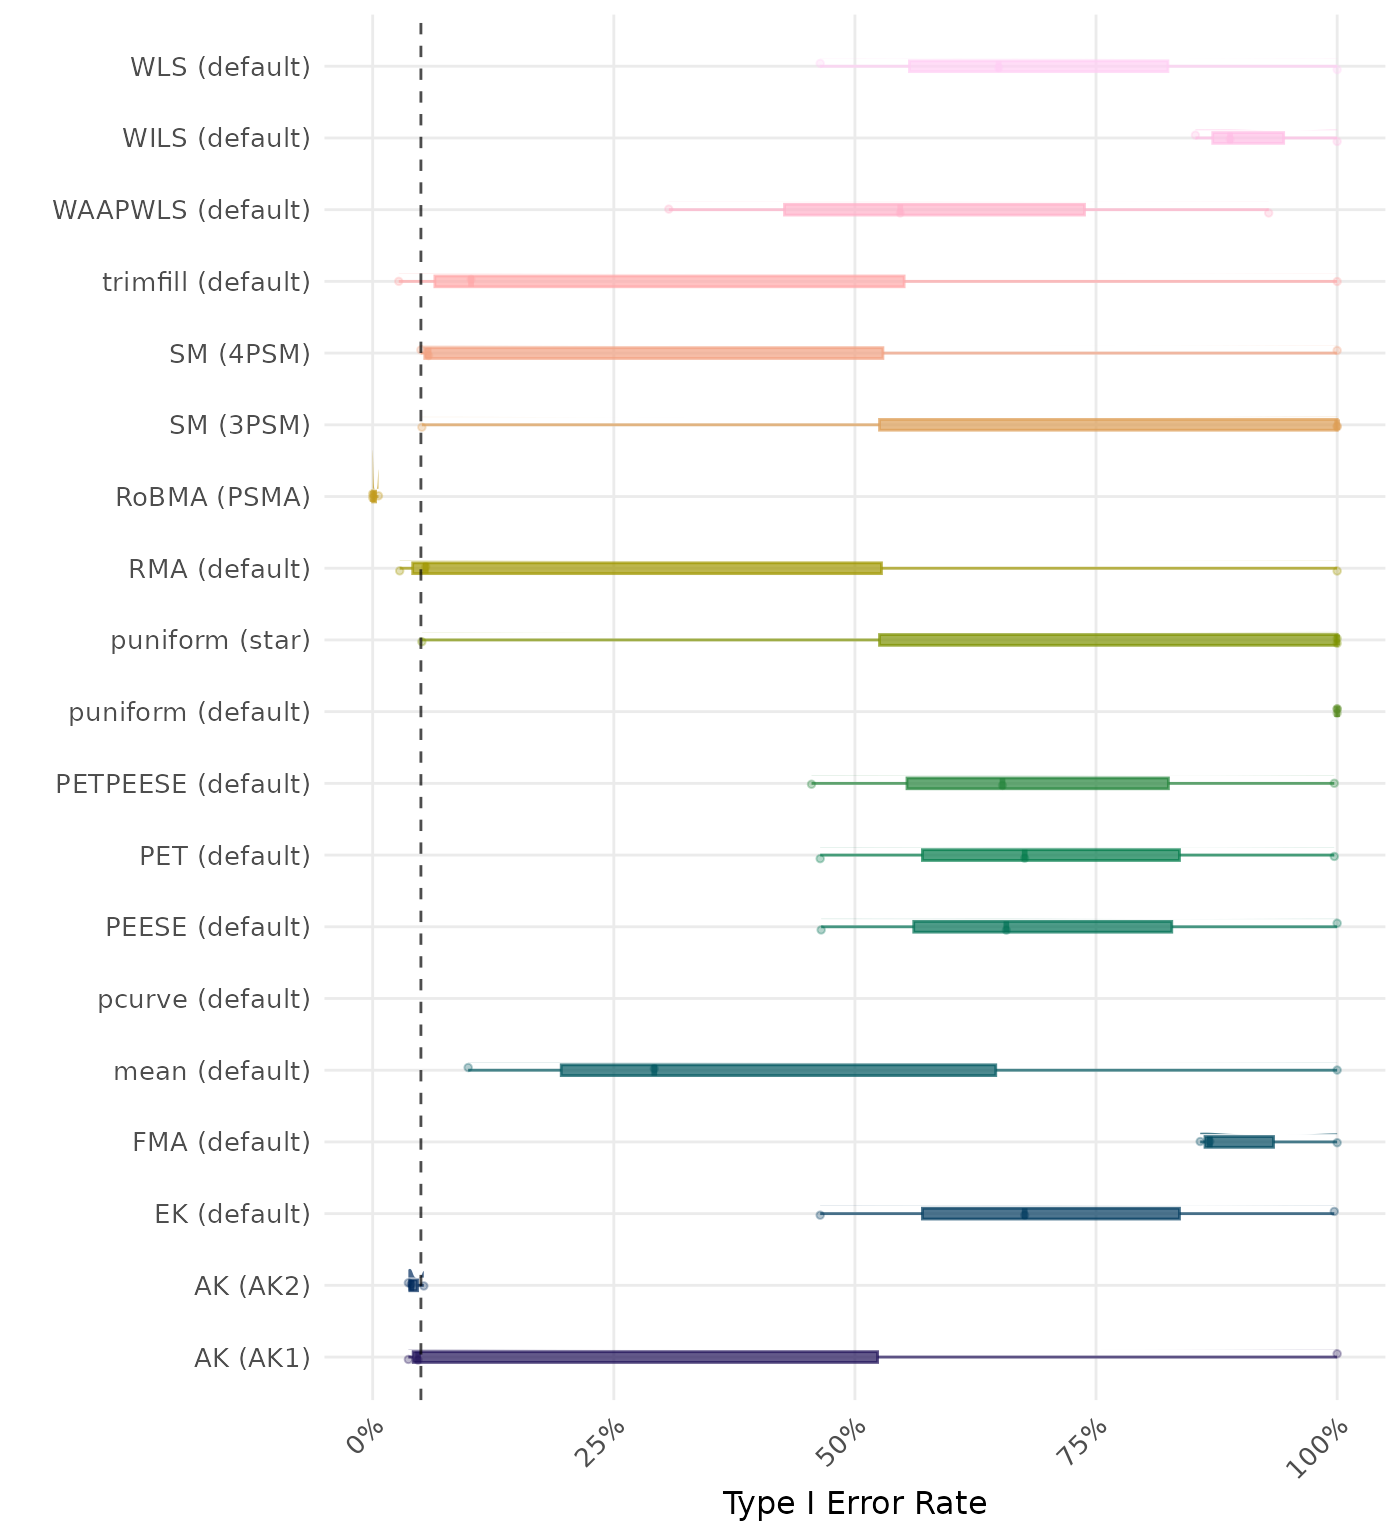 WLS (default)
WILS (default)
WAAPWLS (default)
trimfill (default)
SM (4PSM)
SM (3PSM)
RoBMA (PSMA)
RMA (default)
puniform (star)
puniform (default)
PETPEESE (default)
PET (default)
PEESE (default)
pcurve (default)
mean (default)
FMA (default)
EK (default)
AK (AK2)
AK (AK1)
0% 25% 50% 75% 100%
Type I Error Rate